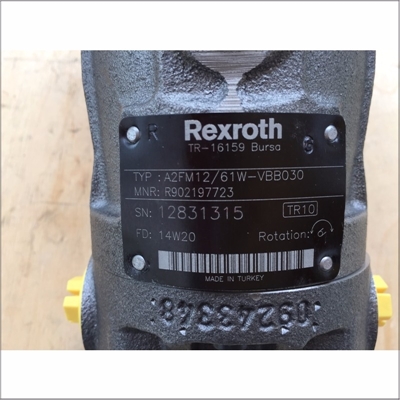 R
Rexroth
TR-16159 Bursa
TYP : A2FM12/61W-VBB030
MNR: R902197723
SN: 12831315
TR10
FD: 14W20
Rotation:
MADE IN TURKEY